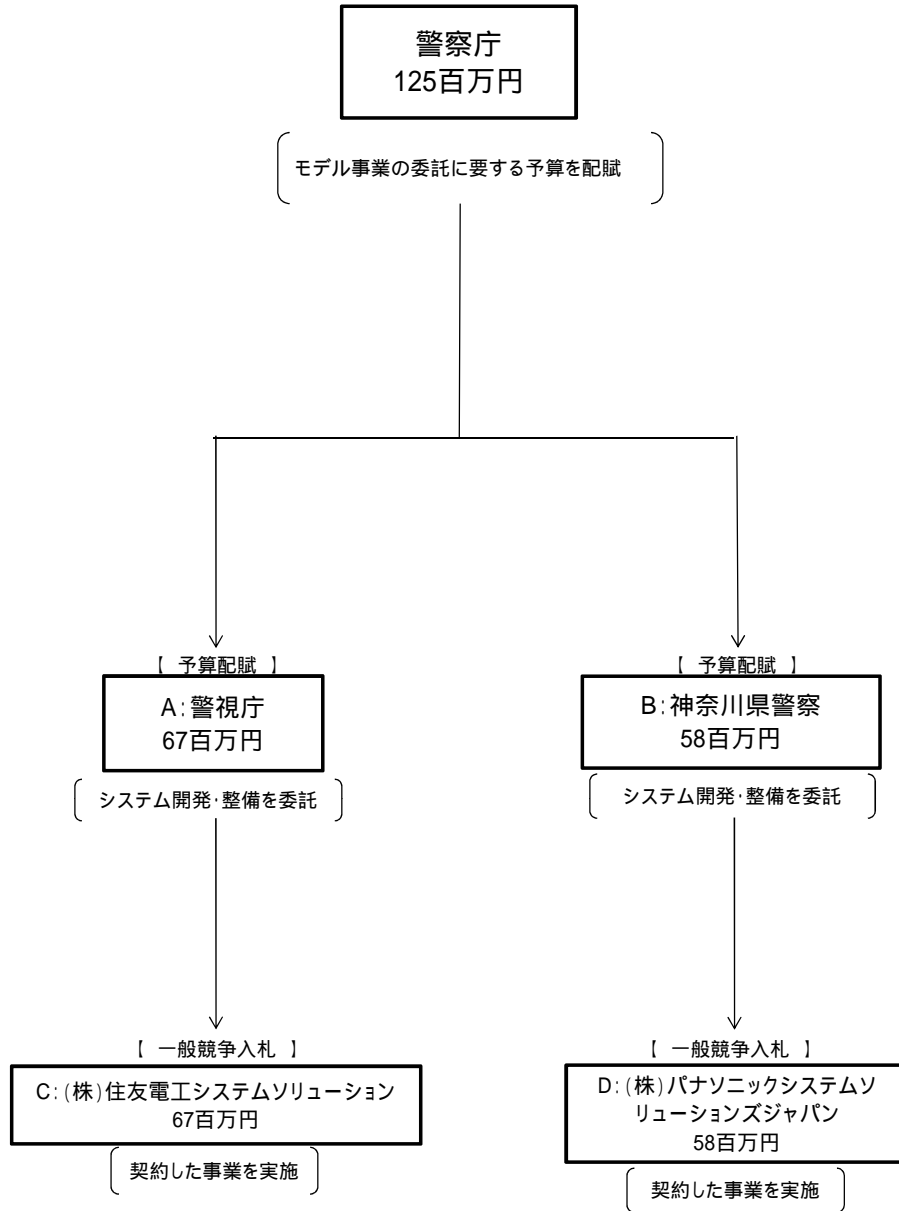 警察庁
125百万円
モデル事業の委託に要する予算を配賦
【 予算配賦 】
A:警視庁
67百万円
システム開発・整備を委託
【 予算配賦 】
B:神奈川県警察
58百万円
システム開発・整備を委託
【 一般競争入札 】
C:(株)住友電工システムソリューション
67百万円
契約した事業を実施
【 一般競争入札 】
D:(株)パナソニックシステムソ
リューションズジャパン
58百万円
契約した事業を実施